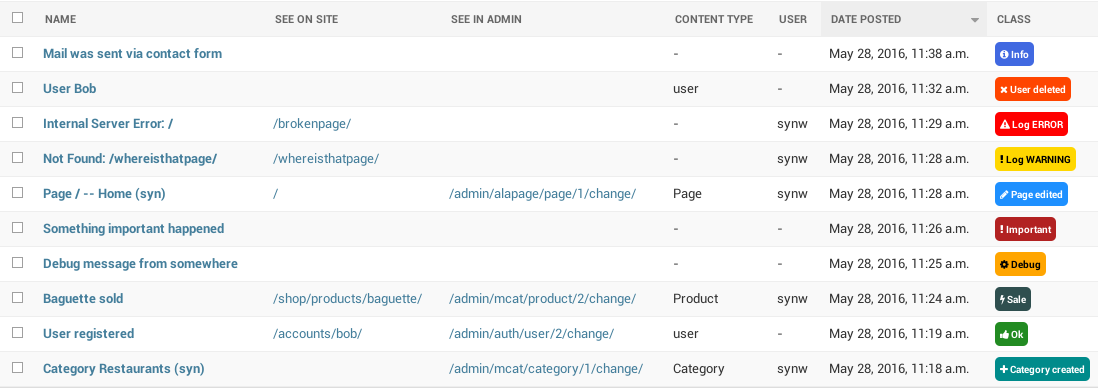 NAME SEE ON SITE SEE IN ADMIN CONTENT TYPE USER DATE POSTED CLASS
Mail was sent via contact form - - May 28, 2016, 11:38 a.m. Info
User Bob user - May 28, 2016, 11:32 a.m. User deleted
Internal Server Error: / /brokenpage/ - synw May 28, 2016, 11:29 a.m. Log ERROR
Not Found: /whereisthatpage/ /whereisthatpage/ - synw May 28, 2016, 11:28 a.m. Log WARNING
Page / -- Home (syn) / /admin/alapage/page/1/change/ Page synw May 28, 2016, 11:28 a.m. Page edited
Something important happened - - May 28, 2016, 11:26 a.m. Important
Debug message from somewhere - - May 28, 2016, 11:25 a.m. Debug
Baguette sold /shop/products/baguette/ /admin/mcat/product/2/change/ Product synw May 28, 2016, 11:24 a.m. Sale
User registered /accounts/bob/ /admin/auth/user/2/change/ user - May 28, 2016, 11:19 a.m. Ok
Category Restaurants (syn) /admin/mcat/category/1/change/ Category synw May 28, 2016, 11:18 a.m. Category created